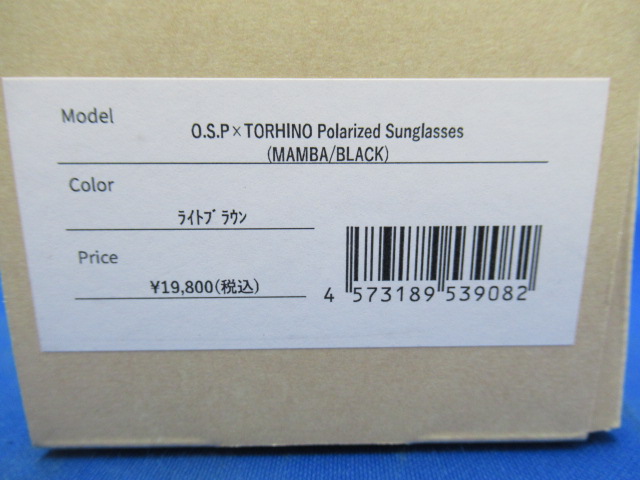 Model
O.S.P×TORHINO Polarized Sunglasses
(MAMBA/BLACK)
Color
ﾗｲﾄﾌﾞﾗｳﾝ
Price
¥19,800(税込)
4 573189 539082